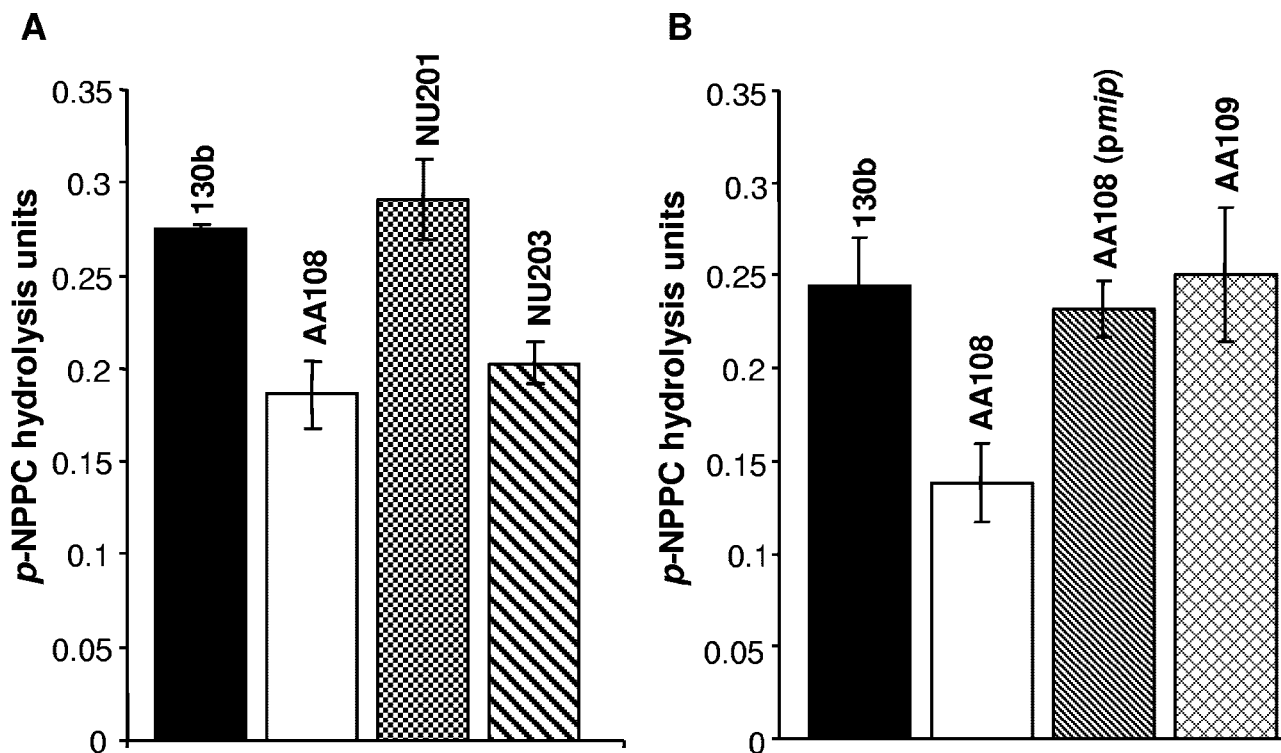 A
p-NPPC hydrolysis units
0.35
0.3
0.25
0.2
0.15
0.1
0.05
0
130b
AA108
NU201
NU203
B
p-NPPC hydrolysis units
0.35
0.3
0.25
0.2
0.15
0.1
0.05
0
130b
AA108
AA108 (pmip)
AA109